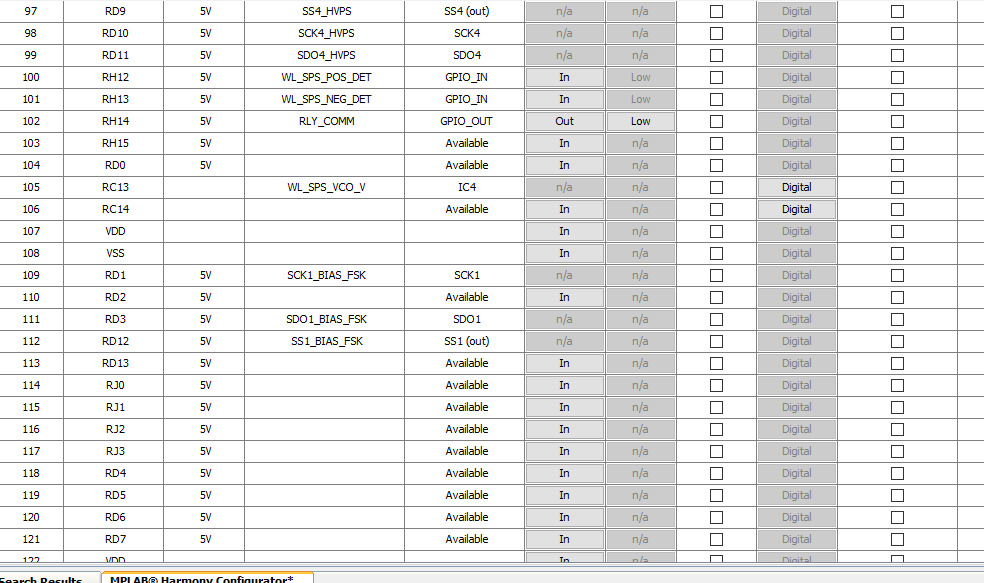 97 RD9 5V SS4_HVPS SS4 (out) n/a n/a Digital
98 RD10 5V SCK4_HVPS SCK4 n/a n/a Digital
99 RD11 5V SDO4_HVPS SDO4 n/a n/a Digital
100 RH12 5V WL_SPS_POS_DET GPIO_IN In Low Digital
101 RH13 5V WL_SPS_NEG_DET GPIO_IN In Low Digital
102 RH14 5V RLY_COMM GPIO_OUT Out Low Digital
103 RH15 5V Available In n/a Digital
104 RD0 5V Available In n/a Digital
105 RC13 WL_SPS_VCO_V IC4 n/a n/a Digital
106 RC14 Available In n/a Digital
107 VDD In n/a Digital
108 VSS In n/a Digital
109 RD1 5V SCK1_BIAS_FSK SCK1 n/a n/a Digital
110 RD2 5V Available In n/a Digital
111 RD3 5V SDO1_BIAS_FSK SDO1 n/a n/a Digital
112 RD12 5V SS1_BIAS_FSK SS1 (out) n/a n/a Digital
113 RD13 5V Available In n/a Digital
114 RJ0 5V Available In n/a Digital
115 RJ1 5V Available In n/a Digital
116 RJ2 5V Available In n/a Digital
117 RJ3 5V Available In n/a Digital
118 RD4 5V Available In n/a Digital
119 RD5 5V Available In n/a Digital
120 RD6 5V Available In n/a Digital
121 RD7 5V Available In n/a Digital
122 VDD In n/a Digital
Search Results MPLAB® Harmony Configurator*